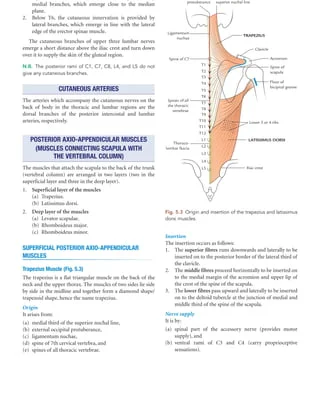 medial branches, which emerge close to the median
plane.
2. Below T6, the cutaneous innervation is provided by
lateral branches, which emerge in line with the lateral
edge of the erector spinae muscle.
The cutaneous branches of the upper three lumbar nerves
emerge a short distance above the iliac crest and turn down
over it to supply the skin of the gluteal region.
N.B. The posterior rami of C1, C7, C8, L4, and L5 do not
give any cutaneous branches.
CUTANEOUS ARTERIES
The arteries which accompany the cutaneous nerves on the
back of body in the thoracic and lumbar regions are the
dorsal branches of the posterior intercostal and lumbar
arteries, respectively.
POSTERIOR AXIO-APPENDICULAR MUSCLES
(MUSCLES CONNECTING SCAPULA WITH
THE VERTEBRAL COLUMN)
The muscles that attach the scapula to the back of the trunk
(vertebral column) are arranged in two layers (two in the
superficial layer and three in the deep layer).
1. Superficial layer of the muscles
(a) Trapezius.
(b) Latissimus dorsi.
2. Deep layer of the muscles
(a) Levator scapulae.
(b) Rhomboideus major.
(c) Rhomboideus minor.
SUPERFICIAL POSTERIOR AXIO-APPENDICULAR
MUSCLES
Trapezius Muscle (Fig. 5.3)
The trapezius is a flat triangular muscle on the back of the
neck and the upper thorax. The muscles of two sides lie side
by side in the midline and together form a diamond shape/
trapezoid shape, hence the name trapezius.
Origin
It arises from:
(a) medial third of the superior nuchal line,
(b) external occipital protuberance,
(c) ligamentum nuchae,
(d) spine of 7th cervical vertebra, and
(e) spines of all thoracic vertebrae.
protuberance
superior nuchal line
Ligamentum
nuchae
TRAPEZIUS
Clavicle
Spine of C7
Acromion
Spine of
scapula
Floor of
bicipital groove
T1
T2
T3
T4
T5
T6
T7
T8
T9
T10
T11
T12
L1
L2
L3
L4
L5
Spines of all
the thoracic
vertebrae
Lower 3 or 4 ribs
LATISSIMUS DORSI
Thoraco-
lumbar fascia
Iliac crest
Fig. 5.3 Origin and insertion of the trapezius and latissimus
dorsi muscles.
Insertion
The insertion occurs as follows:
1. The superior fibres runs downwards and laterally to be
inserted on to the posterior border of the lateral third of
the clavicle.
2. The middle fibres proceed horizontally to be inserted on
to the medial margin of the acromion and upper lip of
the crest of the spine of the scapula.
3. The lower fibres pass upward and laterally to be inserted
on to the deltoid tubercle at the junction of medial and
middle third of the spine of the scapula.
Nerve supply
It is by:
(a) spinal part of the accessory nerve (provides motor
supply), and
(b) ventral rami of C3 and C4 (carry proprioceptive
sensations).